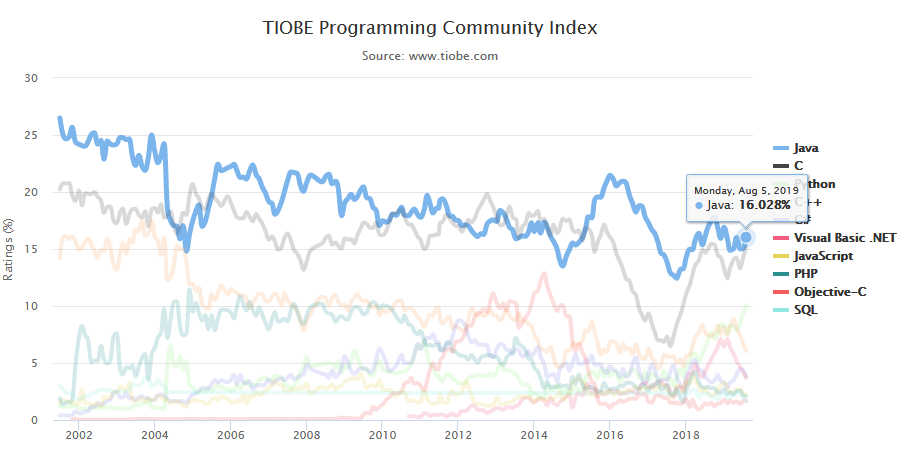 TIOBE Programming Community Index
Source: www.tiobe.com
Ratings (%)
30
25
20
15
10
5
0
2002 2004 2006 2008 2010 2012 2014 2016 2018
Monday, Aug 5, 2019
Java: 16.028%
Java
C
Python
C++
C#
Visual Basic .NET
JavaScript
PHP
Objective-C
SQL